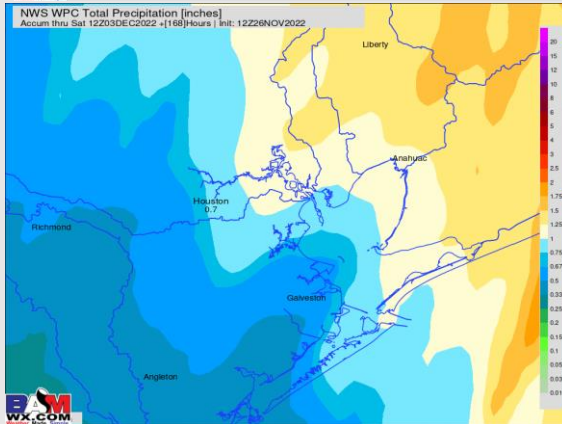 NWS WPC Total Precipitation [inches]
Accum thru Sat 12Z03DEC2022 +[168]Hours | Init: 12Z26NOV2022
Liberty
Anahuac
Houston
0.7
Richmond
Galveston
Angleton
20
15
12
10
8
6
5
4
3
2.5
2
1.75
1.5
1.25
1
0.75
0.67
0.5
0.33
0.25
0.2
0.15
0.1
0.05
0.03
0.01
BAM
WX.COM
Weather Made Simple